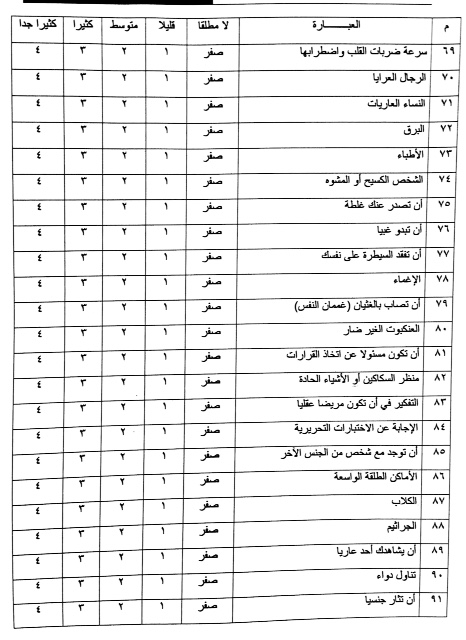 م العبـــــــارة لا مطلقا قليلا متوسط كثيرا كثيرا جدا
٦٩ سرعة ضربات القلب واضطرابها صفر ١ ٢ ٣ ٤
٧٠ الرجال العرايا صفر ١ ٢ ٣ ٤
٧١ النساء العاريات صفر ١ ٢ ٣ ٤
٧٢ البرق صفر ١ ٢ ٣ ٤
٧٣ الأطباء صفر ١ ٢ ٣ ٤
٧٤ الشخص الكسيح أو المشوه صفر ١ ٢ ٣ ٤
٧٥ أن تصدر عنك غلطة صفر ١ ٢ ٣ ٤
٧٦ أن تبدو غبيا صفر ١ ٢ ٣ ٤
٧٧ أن تفقد السيطرة على نفسك صفر ١ ٢ ٣ ٤
٧٨ الإغماء صفر ١ ٢ ٣ ٤
٧٩ أن تصاب بالغثيان (غممان النفس) صفر ١ ٢ ٣ ٤
٨٠ العنكبوت الغير ضار صفر ١ ٢ ٣ ٤
٨١ أن تكون مسئولا عن اتخاذ القرارات صفر ١ ٢ ٣ ٤
٨٢ منظر السكاكين أو الأشياء الحادة صفر ١ ٢ ٣ ٤
٨٣ التفكير في أن تكون مريضا عقليا صفر ١ ٢ ٣ ٤
٨٤ الإجابة عن الاختبارات التحريرية صفر ١ ٢ ٣ ٤
٨٥ أن توجد مع شخص من الجنس الآخر صفر ١ ٢ ٣ ٤
٨٦ الأماكن الطلقة الواسعة صفر ١ ٢ ٣ ٤
٨٧ الكلاب صفر ١ ٢ ٣ ٤
٨٨ الجراثيم صفر ١ ٢ ٣ ٤
٨٩ أن يشاهدك أحد عاريا صفر ١ ٢ ٣ ٤
٩٠ تناول دواء صفر ١ ٢ ٣ ٤
٩١ أن تثار جنسيا صفر ١ ٢ ٣ ٤